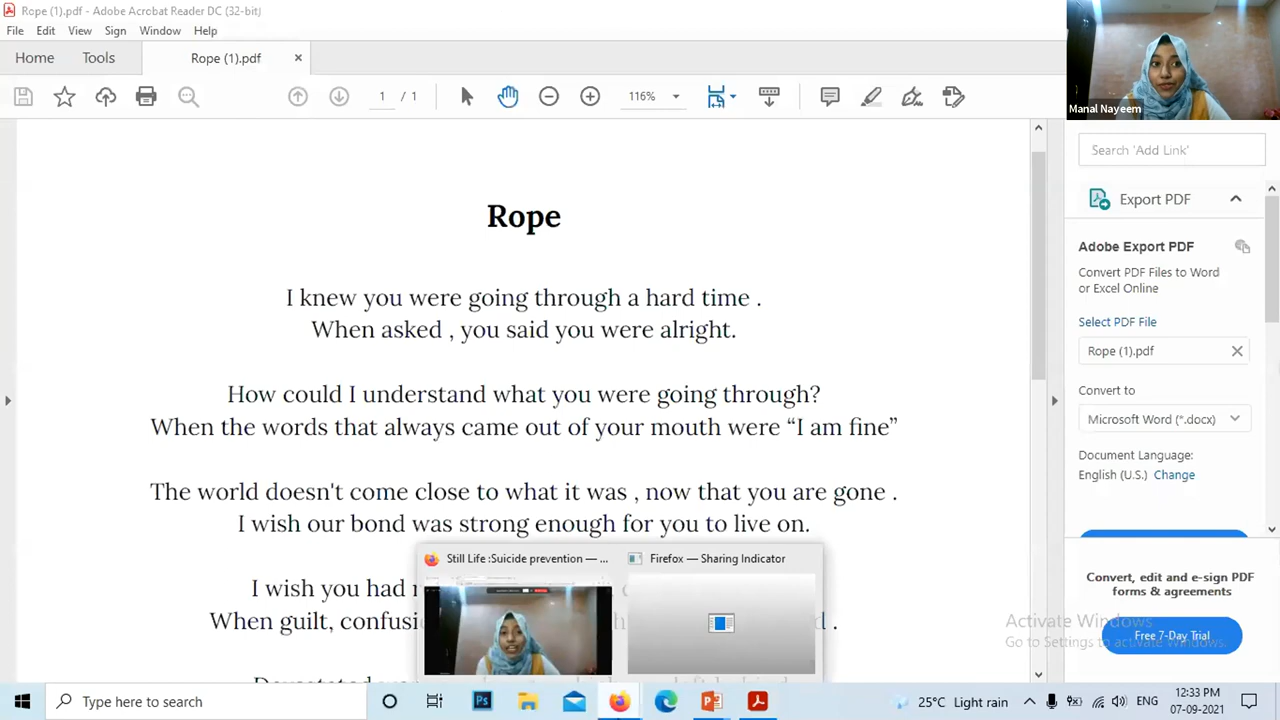 Rope (1).pdf - Adobe Acrobat Reader DC (32-bit)
File Edit View Sign Window Help
Home Tools Rope (1).pdf
1 / 1 116%
Manal Nayeem
Search 'Add Link'
Export PDF
Adobe Export PDF
Convert PDF Files to Word
or Excel Online
Select PDF File
Rope (1).pdf
Convert to
Microsoft Word (*.docx)
Document Language:
English (U.S.) Change
Convert, edit and e-sign PDF
forms & agreements
Free 7-Day Trial
Rope
I knew you were going through a hard time .
When asked , you said you were alright.
How could I understand what you were going through?
When the words that always came out of your mouth were “I am fine”
The world doesn't come close to what it was , now that you are gone .
I wish our bond was strong enough for you to live on.
I wish you had
When guilt,
Still Life :Suicide prevention — ...
Firefox — Sharing Indicator
Activate Windows
Go to Settings to activate Windows.
Type here to search
25°C Light rain
ENG
12:33 PM
07-09-2021